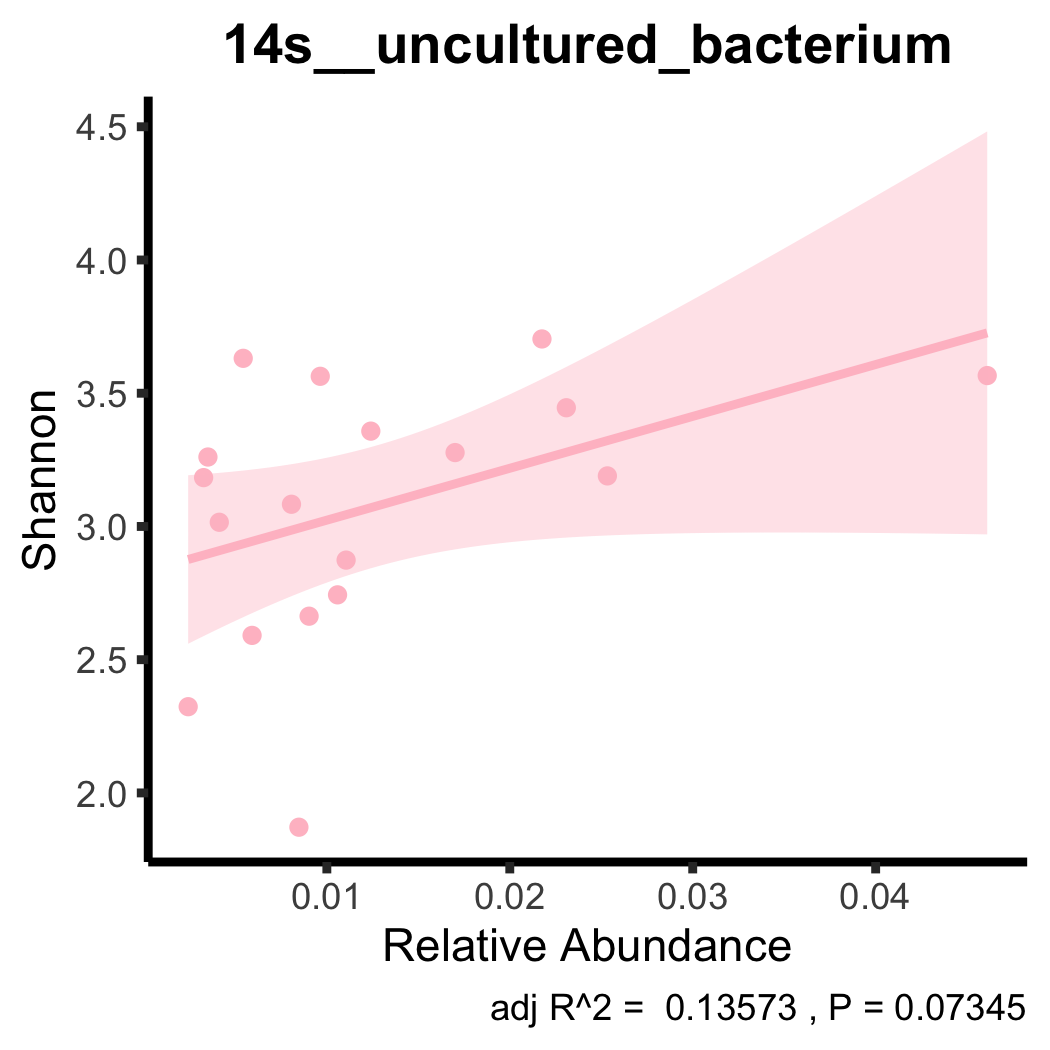 14s__uncultured_bacterium
4.5
4.0
3.5
3.0
2.5
2.0
Shannon
0.01 0.02 0.03 0.04
Relative Abundance
adj R^2 =  0.13573 , P = 0.07345